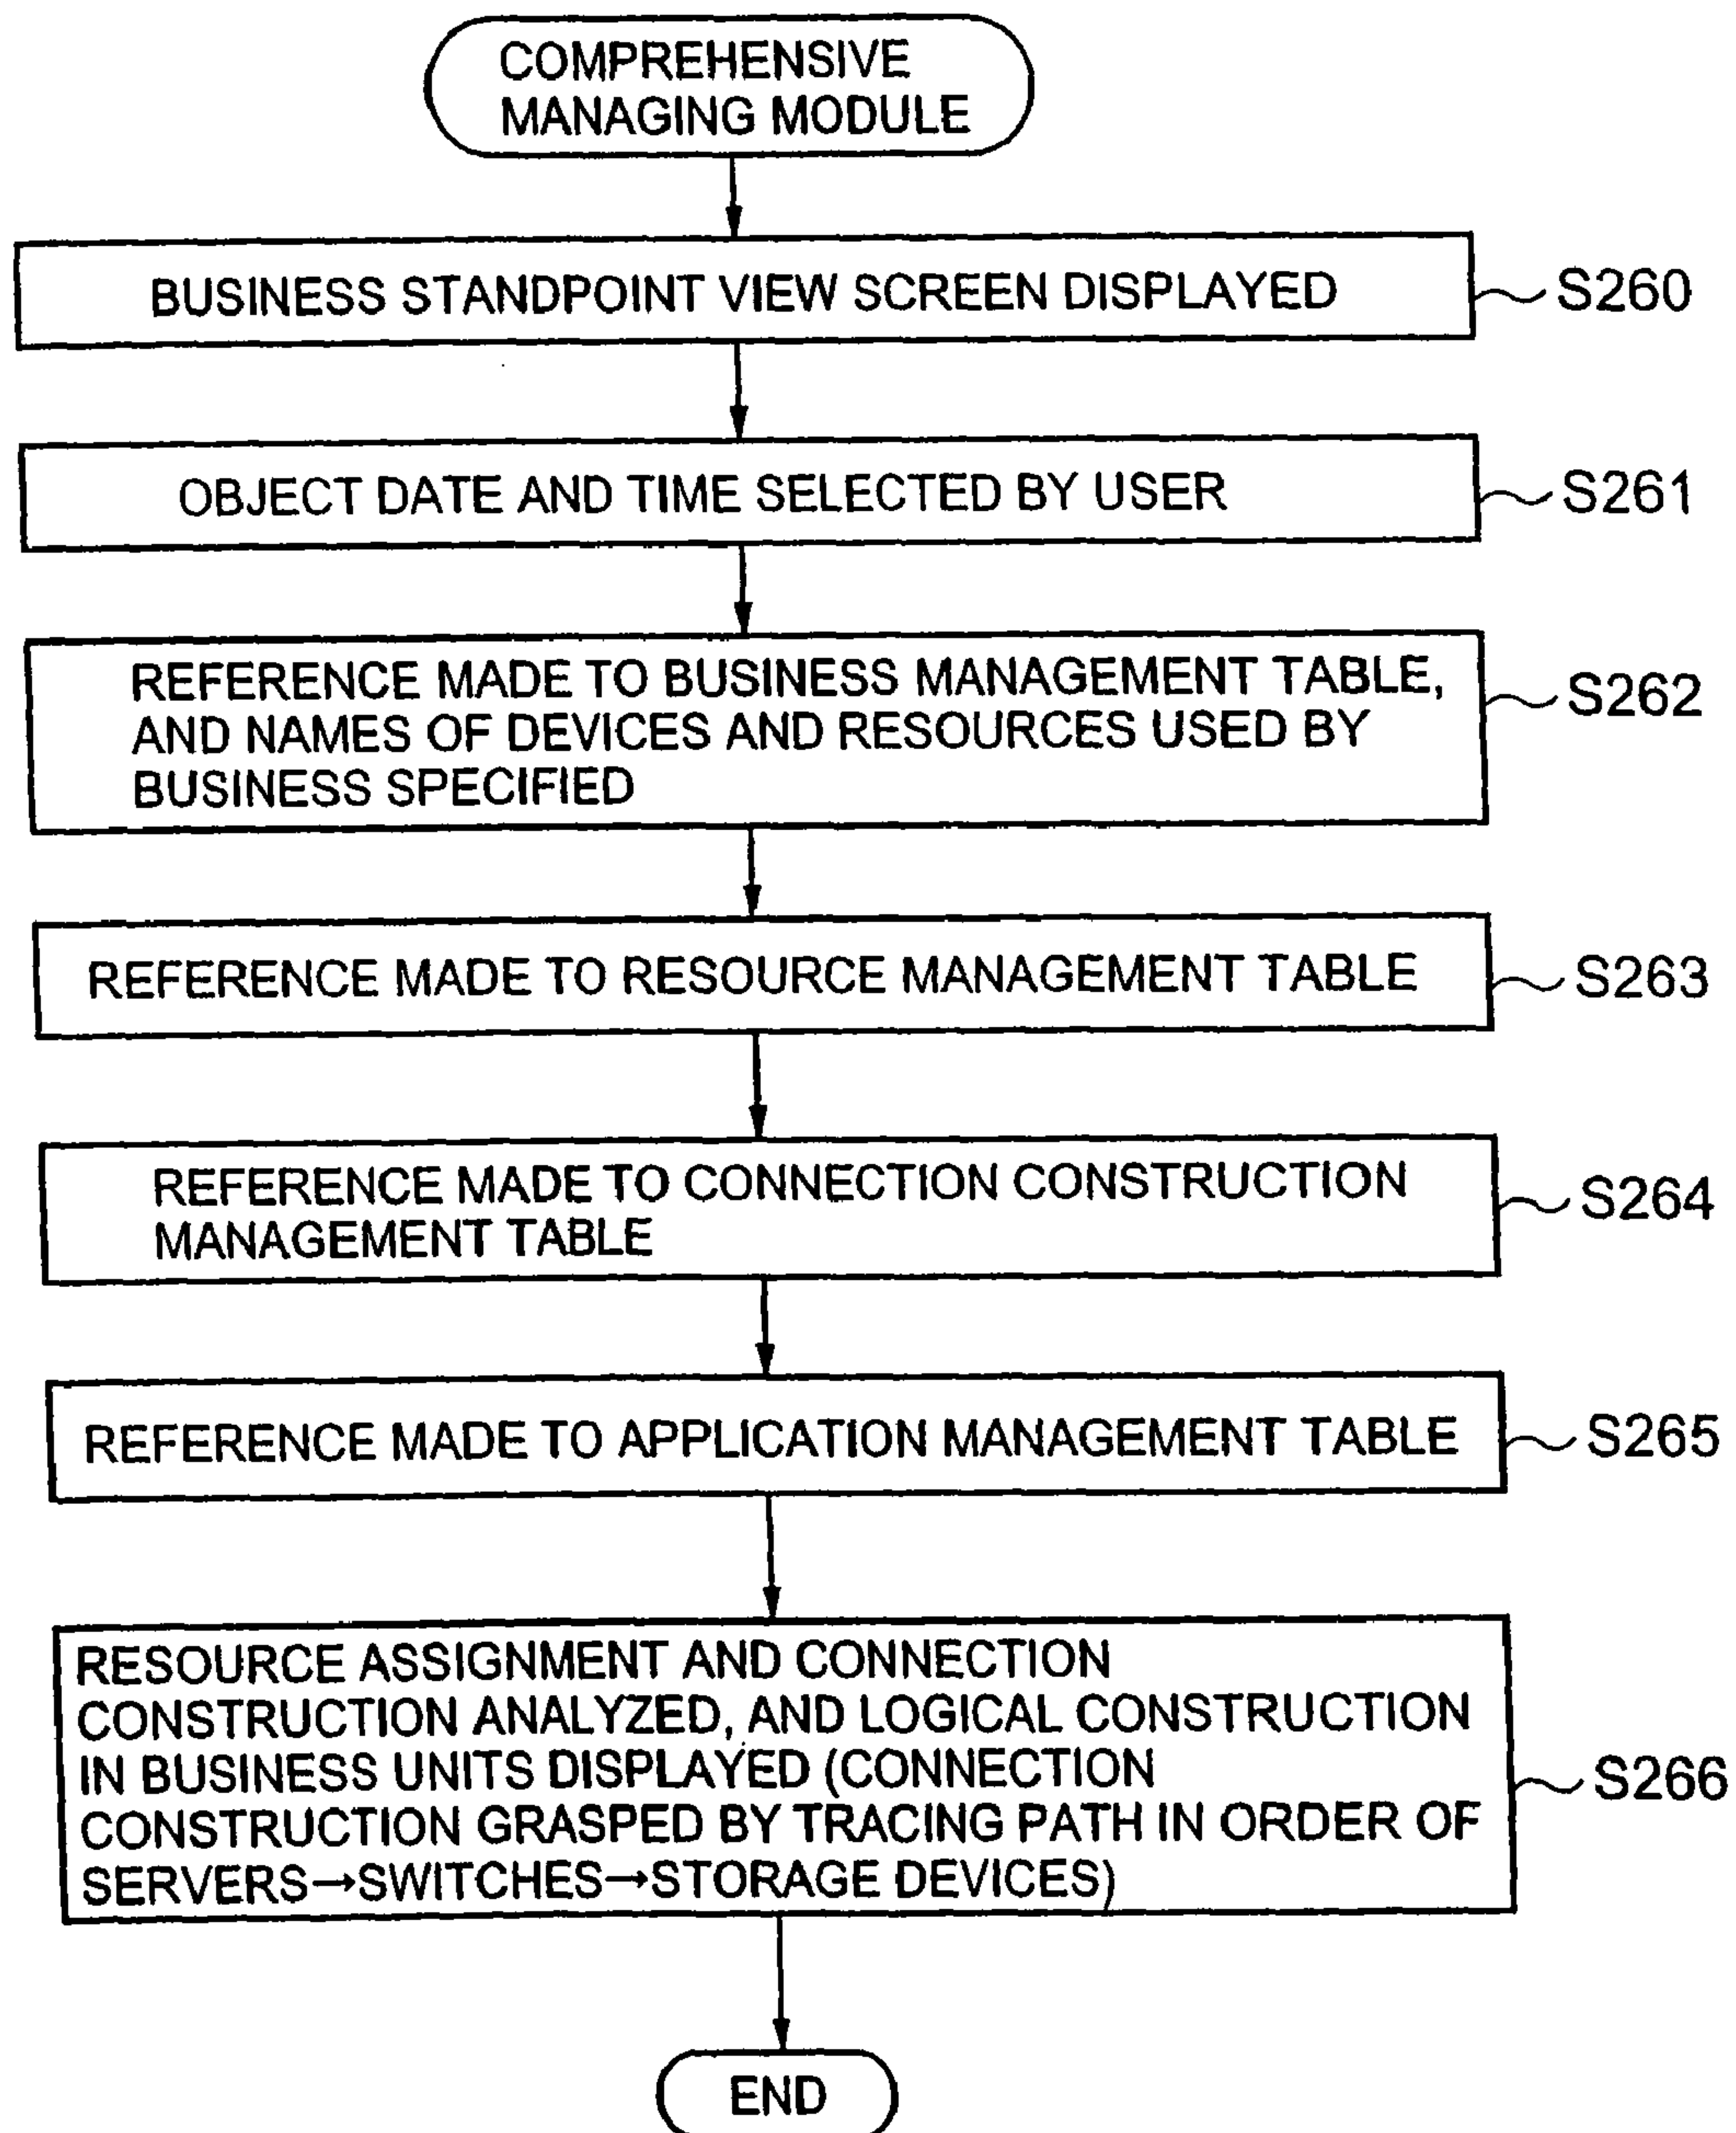 COMPREHENSIVE
MANAGING MODULE
BUSINESS STANDPOINT VIEW SCREEN DISPLAYED
S260
OBJECT DATE AND TIME SELECTED BY USER
S261
REFERENCE MADE TO BUSINESS MANAGEMENT TABLE,
AND NAMES OF DEVICES AND RESOURCES USED BY
BUSINESS SPECIFIED
S262
REFERENCE MADE TO RESOURCE MANAGEMENT TABLE
S263
REFERENCE MADE TO CONNECTION CONSTRUCTION
MANAGEMENT TABLE
S264
REFERENCE MADE TO APPLICATION MANAGEMENT TABLE
S265
RESOURCE ASSIGNMENT AND CONNECTION
CONSTRUCTION ANALYZED, AND LOGICAL CONSTRUCTION
IN BUSINESS UNITS DISPLAYED (CONNECTION
CONSTRUCTION GRASPED BY TRACING PATH IN ORDER OF
SERVERS→SWITCHES→STORAGE DEVICES)
S266
END